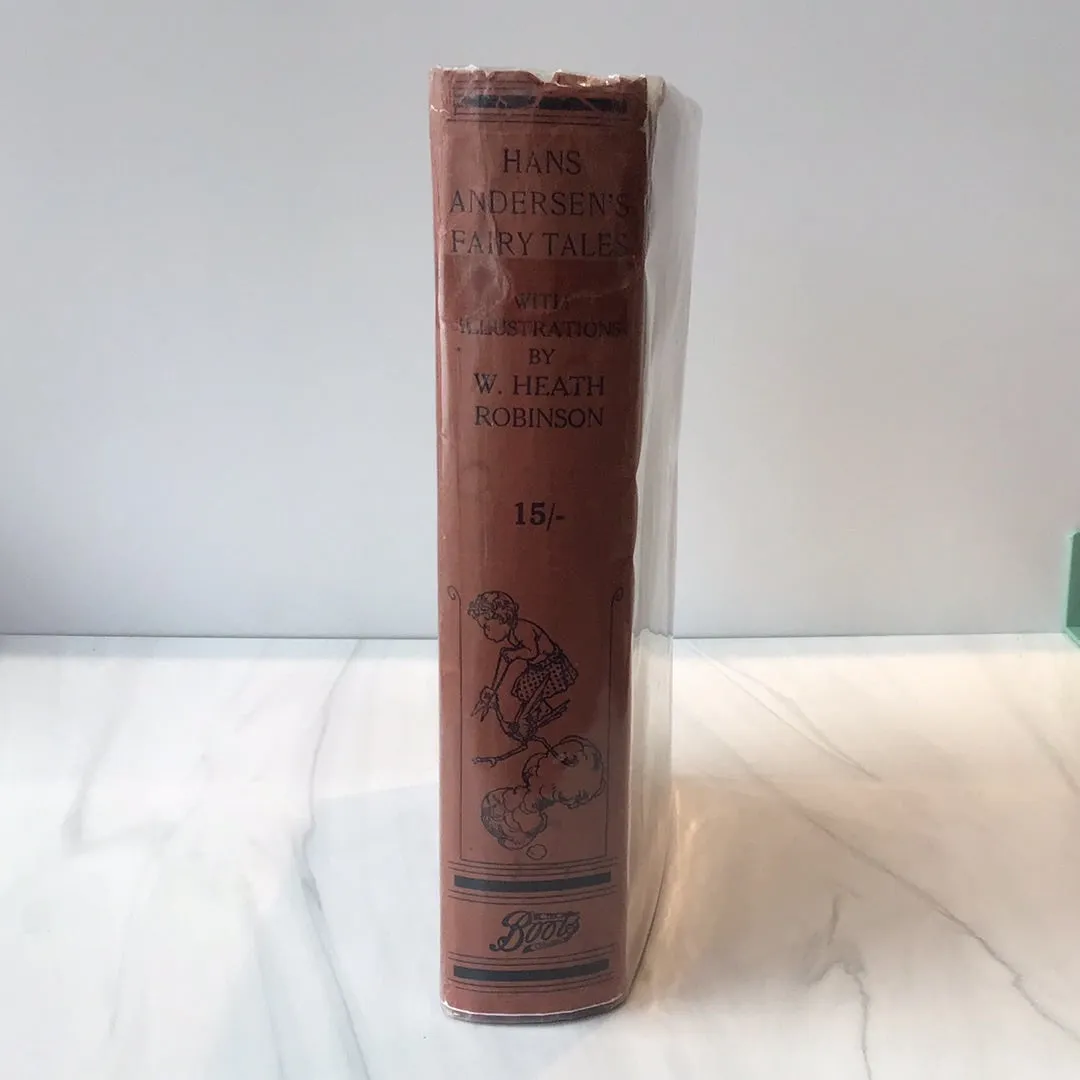 HANS
ANDERSEN'S
FAIRY TALES
WITH
ILLUSTRATIONS
BY
W. HEATH
ROBINSON
15/-
Boots